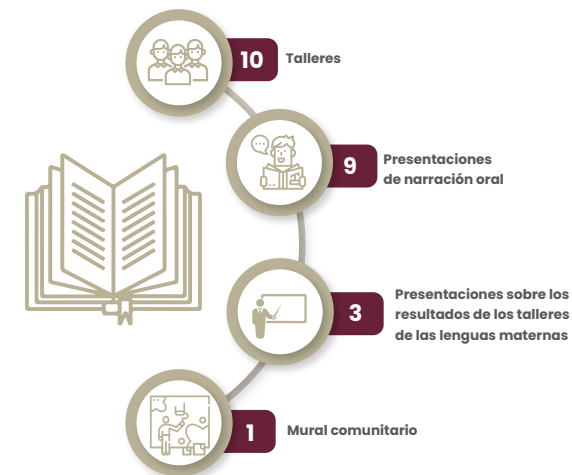 10 Talleres
9 Presentaciones
de narración oral
3 Presentaciones sobre los
resultados de los talleres
de las lenguas maternas
1 Mural comunitario